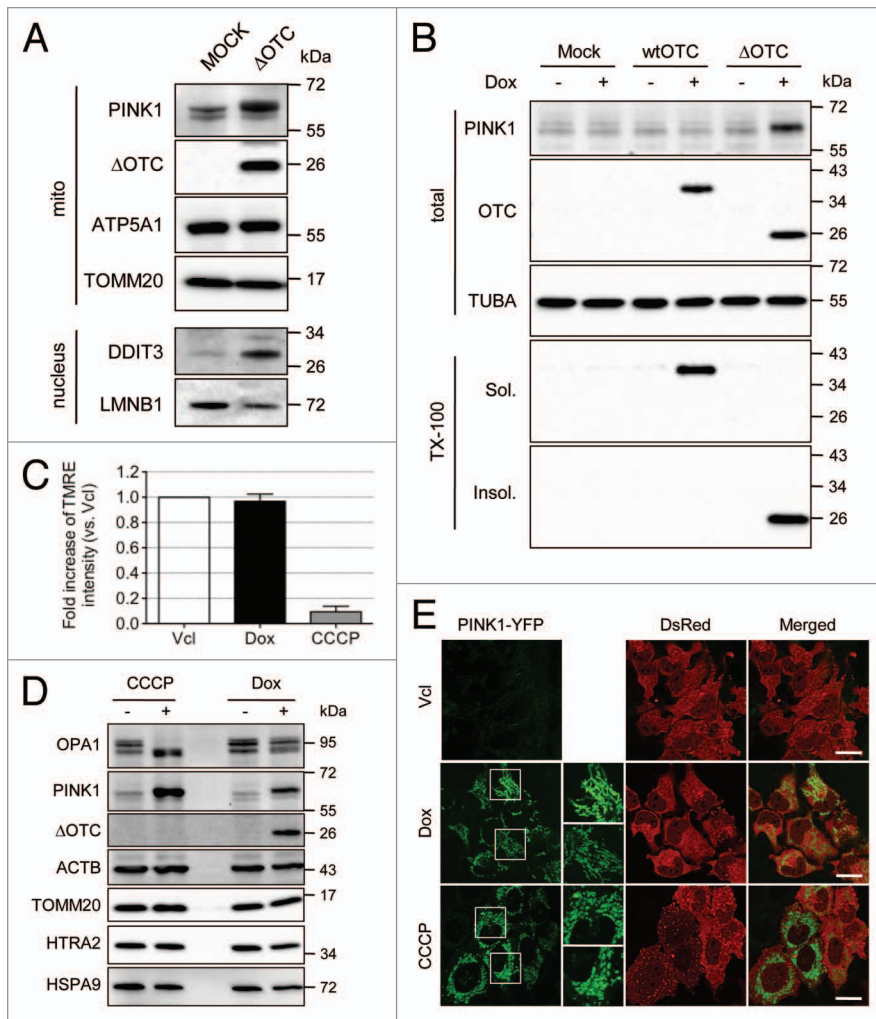 A
MOCK ΔOTC kDa
mito
PINK1 72
55
ΔOTC 26
ATP5A1 55
TOMM20 17
nucleus
DDIT3 34
26
LMNB1 72
B
Mock wtOTC ΔOTC
Dox - + - + - + kDa
total
PINK1 72
55
OTC 43
34
26
TUBA 72
55
TX-100
Sol. 43
34
26
Insol. 43
34
26
C
Fold increase of TMRE
intensity (vs. Vcl)
1.2
1.0
0.8
0.6
0.4
0.2
0.0
Vcl Dox CCCP
D
CCCP Dox
- + - + kDa
OPA1 95
PINK1 72
55
ΔOTC 26
ACTB 43
TOMM20 17
HTRA2 34
HSPA9 72
E
PINK1-YFP DsRed Merged
Vcl
Dox
CCCP